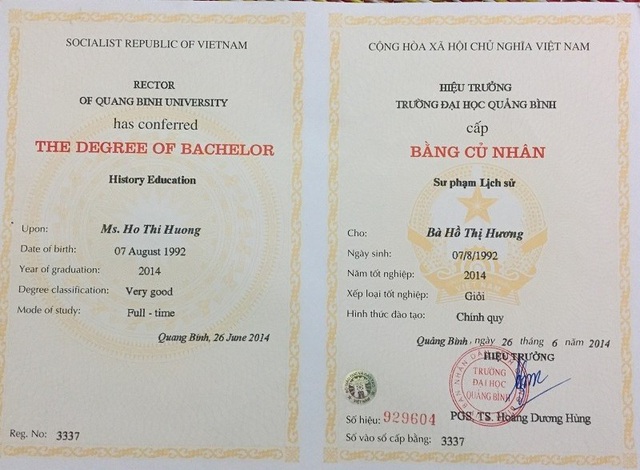 SOCIALIST REPUBLIC OF VIETNAM
RECTOR
OF QUANG BINH UNIVERSITY
has conferred
THE DEGREE OF BACHELOR
History Education
Upon: Ms. Ho Thi Huong
Date of birth: 07 August 1992
Year of graduation: 2014
Degree classification: Very good
Mode of study: Full - time
Quang Binh, 26 June 2014
Reg. No: 3337
CỘNG HÒA XÃ HỘI CHỦ NGHĨA VIỆT NAM
HIỆU TRƯỞNG
TRƯỜNG ĐẠI HỌC QUẢNG BÌNH
cấp
BẰNG CỬ NHÂN
Sư phạm Lịch sử
Cho: Bà Hồ Thị Hương
Ngày sinh: 07/8/1992
Năm tốt nghiệp: 2014
Xếp loại tốt nghiệp: Giỏi
Hình thức đào tạo: Chính quy
Quảng Bình, ngày 26 tháng 6 năm 2014
HIỆU TRƯỞNG
TRƯỜNG
ĐẠI HỌC
QUẢNG BÌNH
PGS. TS. Hoàng Dương Hùng
Số hiệu: 929604
Số vào sổ cấp bằng: 3337